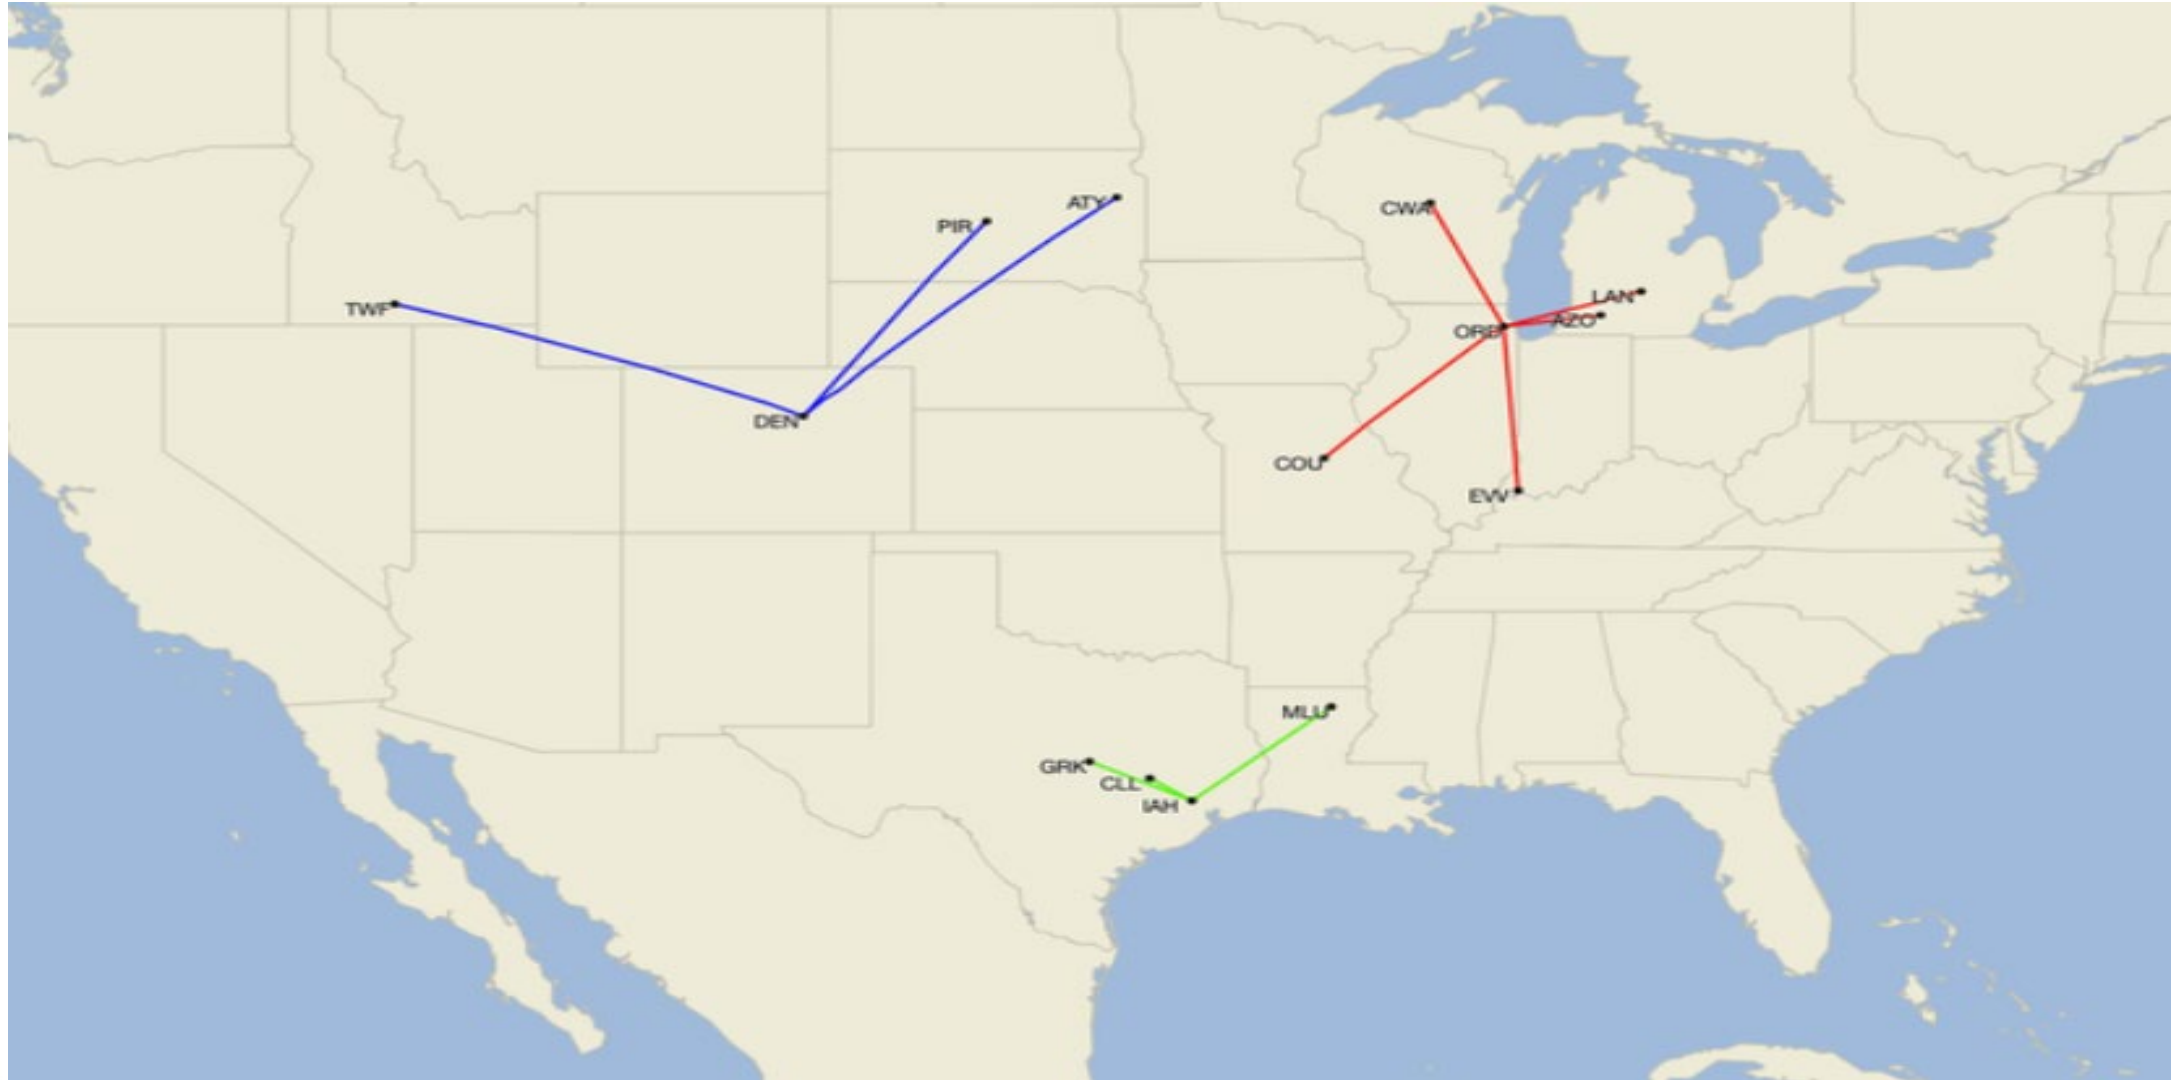 ATY
CWA
PIR
LAN
TWF
AZO
ORD
DEN
COU
EVV
MLU
GRK
CLL
IAH